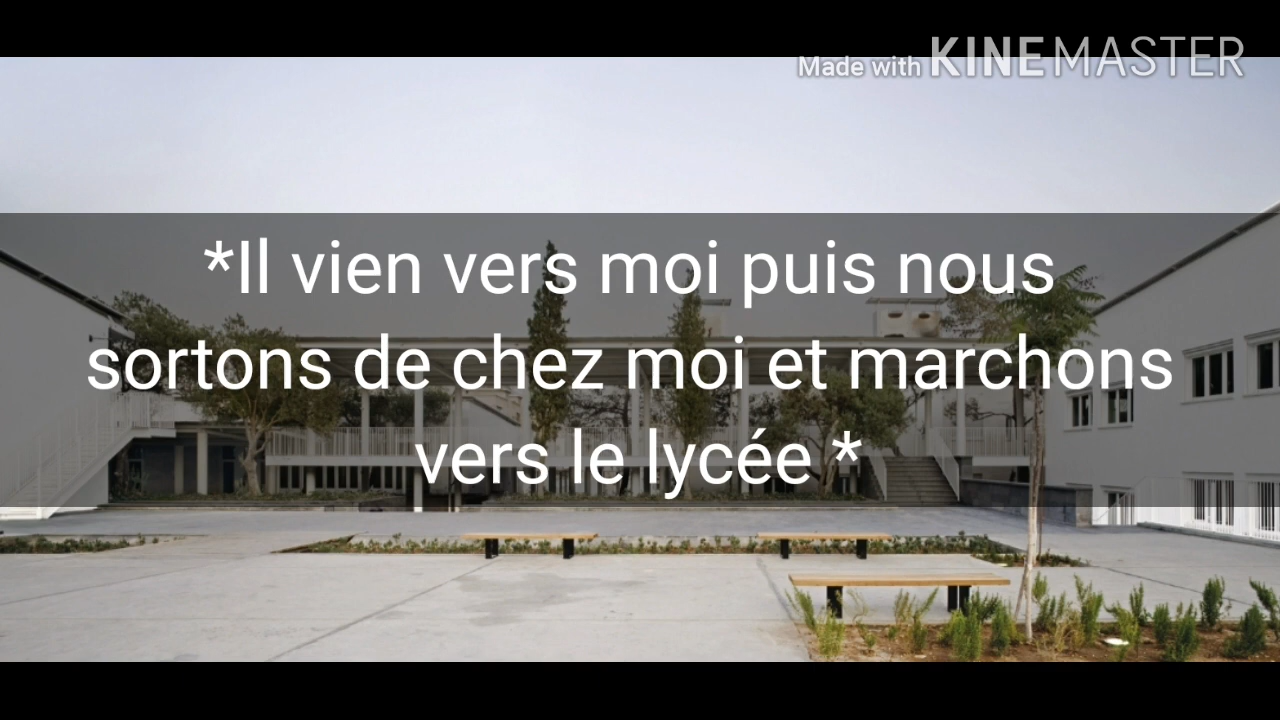 Made with KINEMASTER
*Il vien vers moi puis nous
sortons de chez moi et marchons
vers le lycée *